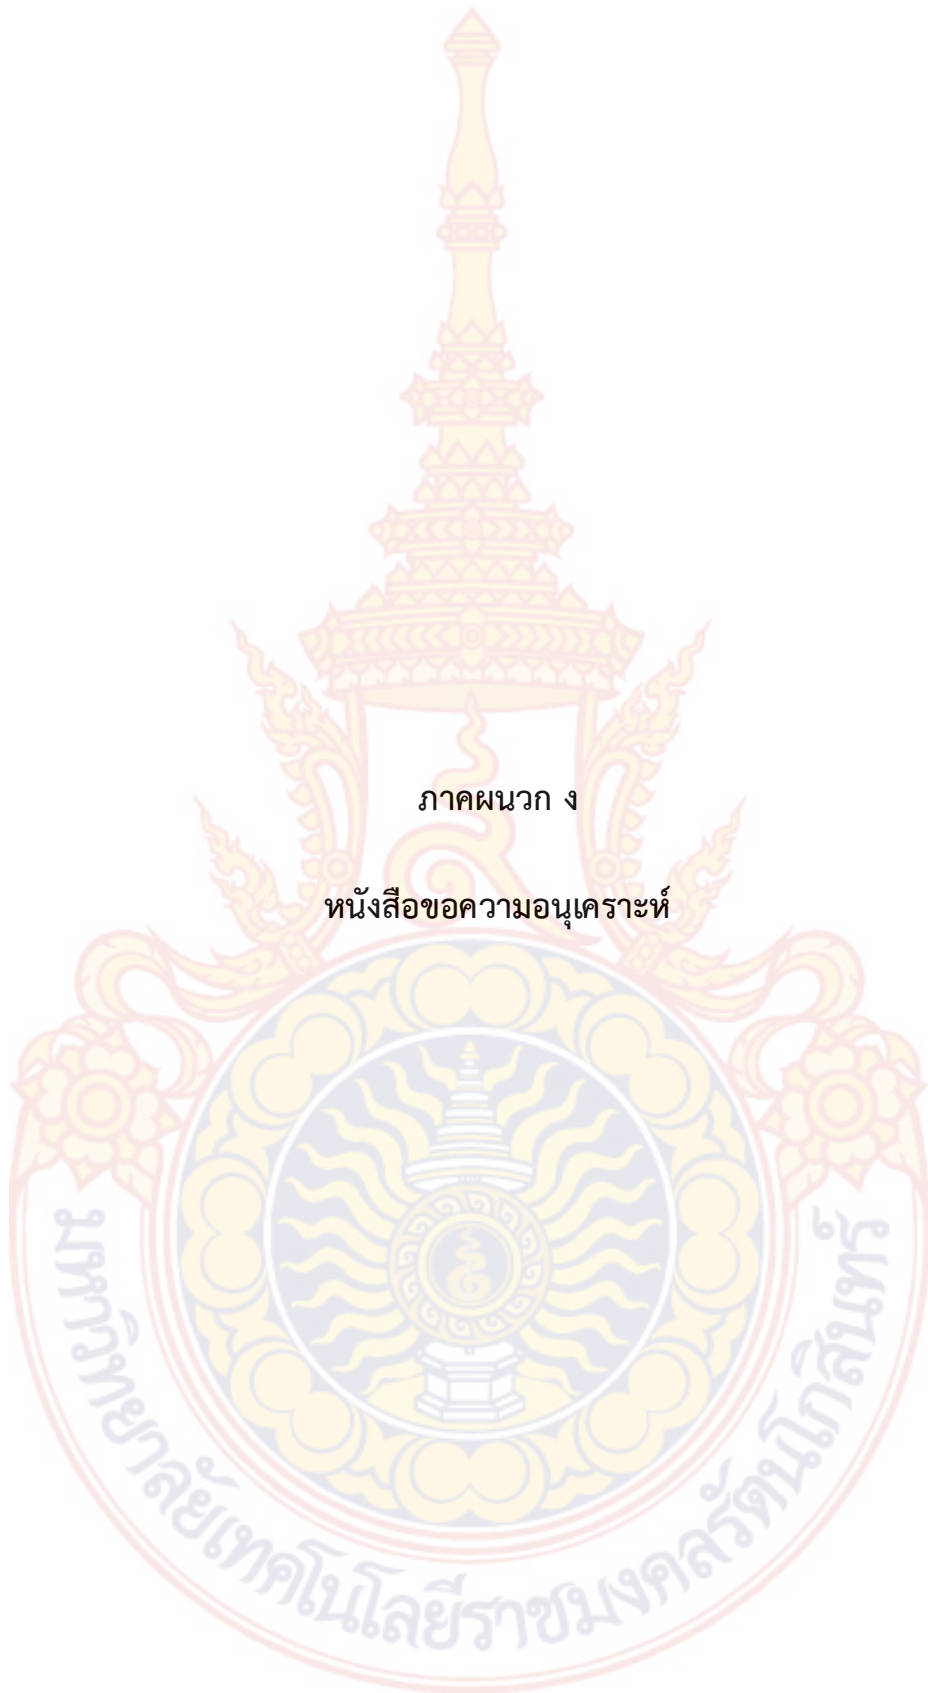 ภาคผนวก ง
หนังสือขอความอนุเคราะห์
มหาวิทยาลัยเทคโนโลยีราชมงคลรัตนโกสินทร์